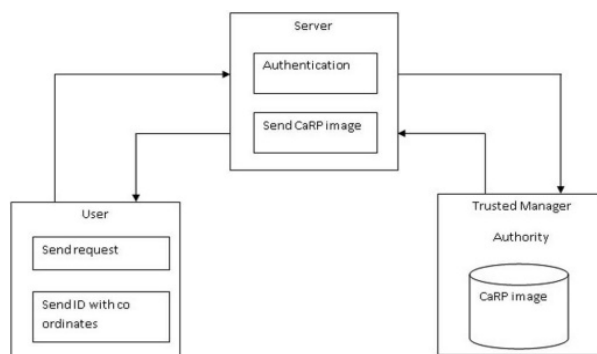 Server
Authentication
Send CaRP image
User
Send request
Send ID with co
ordinates
Trusted Manager
Authority
CaRP image